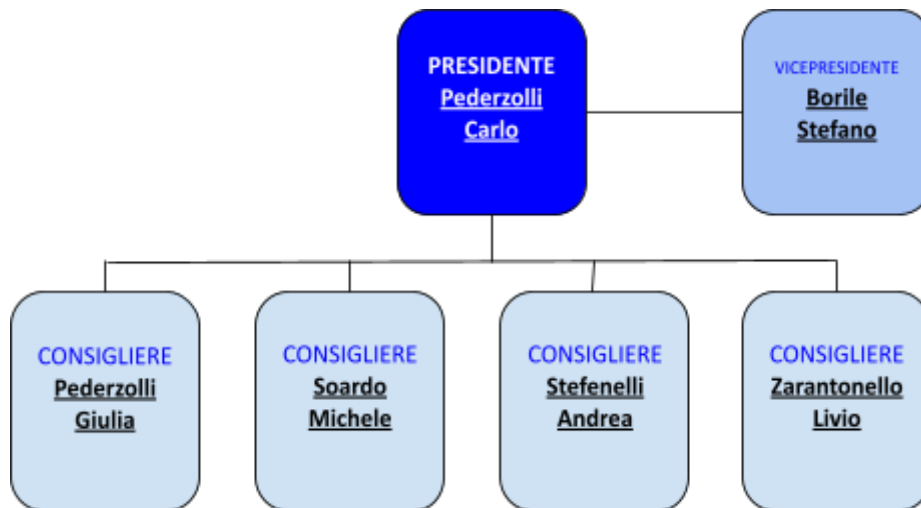 PRESIDENTE
Pederzolli
Carlo
VICEPRESIDENTE
Borile
Stefano
CONSIGLIERE
Pederzolli
Giulia
CONSIGLIERE
Soardo
Michele
CONSIGLIERE
Stefenelli
Andrea
CONSIGLIERE
Zarantonello
Livio